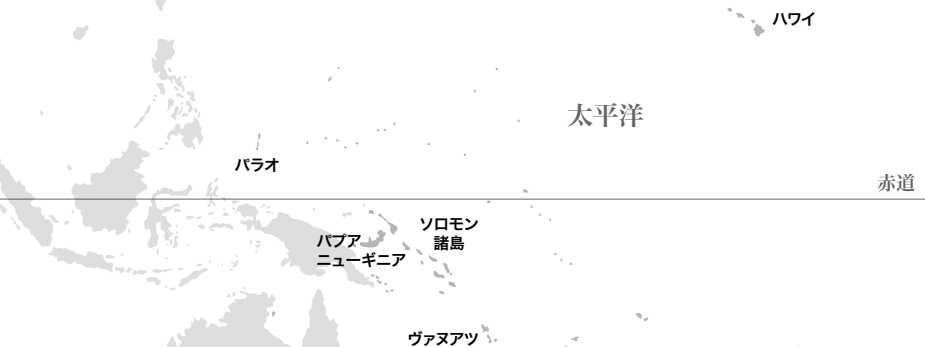 ハワイ
太平洋
パラオ
赤道
ソロモン
諸島
パプア
ニューギニア
ヴァヌアツ